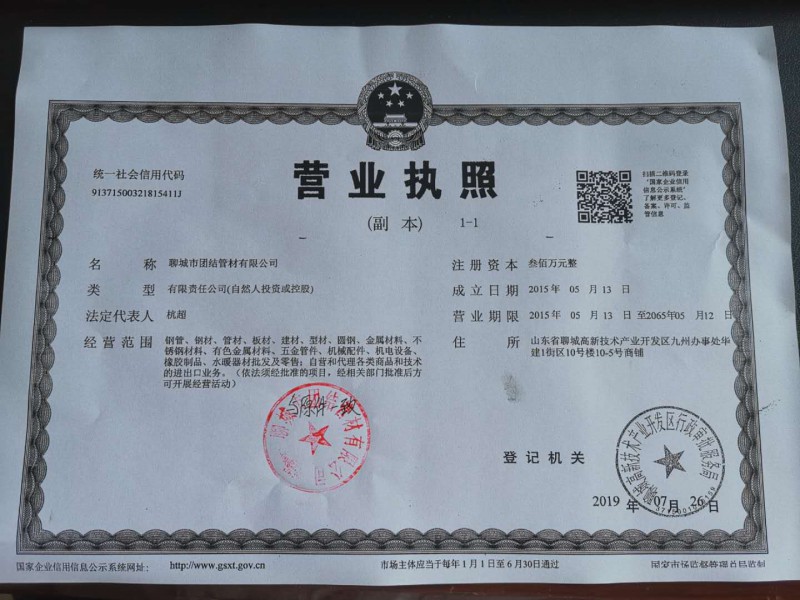 统一社会信用代码
91371500321815411J
营业执照
(副 本) 1-1
扫描二维码登录
"国家企业信用
信息公示系统"
了解更多登记、
备案、许可、监
管信息
名 称 聊城市团结管材有限公司
类 型 有限责任公司(自然人投资或控股)
法定代表人 杭超
经营范围 钢管、钢材、管材、板材、建材、型材、圆钢、金属材料、不
锈钢材料、有色金属材料、五金管件、机械配件、机电设备、
橡胶制品、水暖器材批发及零售；自营和代理各类商品和技术
的进出口业务。（依法须经批准的项目，经相关部门批准后方
可开展经营活动）
注册资本 叁佰万元整
成立日期 2015年 05 月 13 日
营业期限 2015年 05 月 13 日至2065年05 月 12 日
住 所 山东省聊城高新技术产业开发区九州办事处华
建1街区10号楼10-5号商铺
与原件一致
登记机关
2019 年 07月 26日
国家企业信用信息公示系统网址： http://www.gsxt.gov.cn
市场主体应当于每年1月1日至6月30日通过
国家市场监督管理总局监制